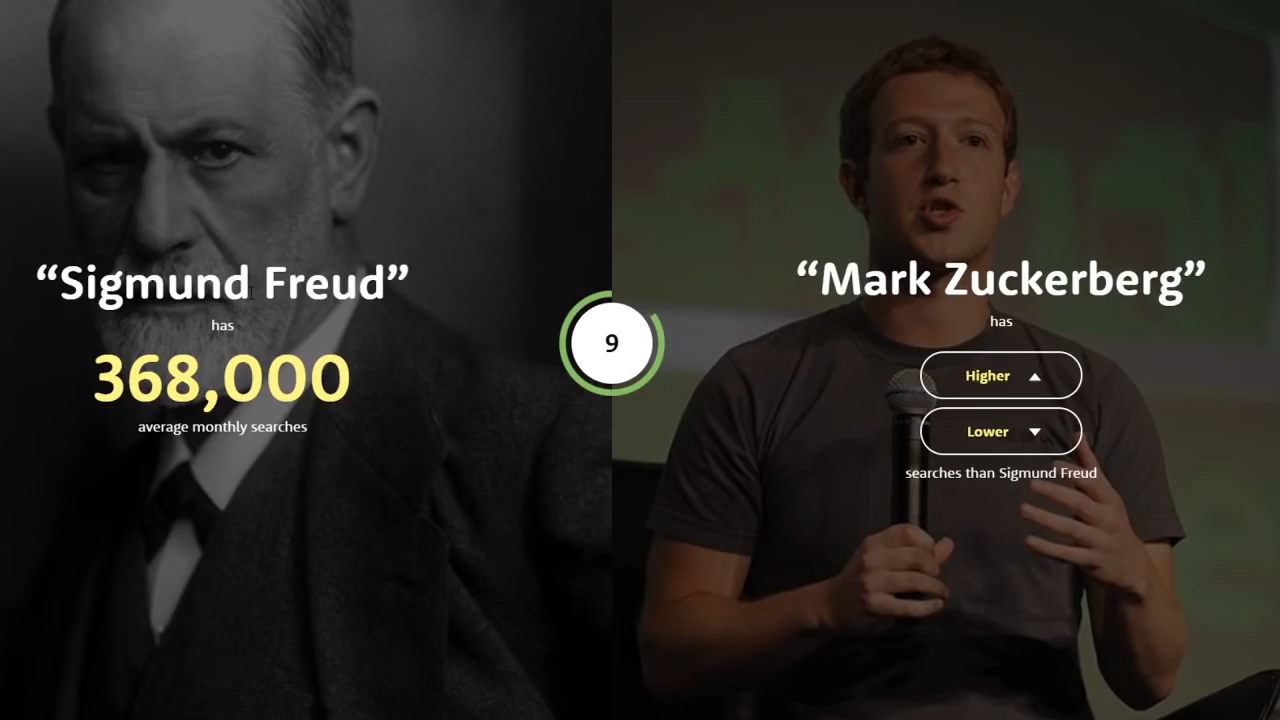 “Sigmund Freud”
has
368,000
average monthly searches
9
“Mark Zuckerberg”
has
Higher
Lower
searches than Sigmund Freud